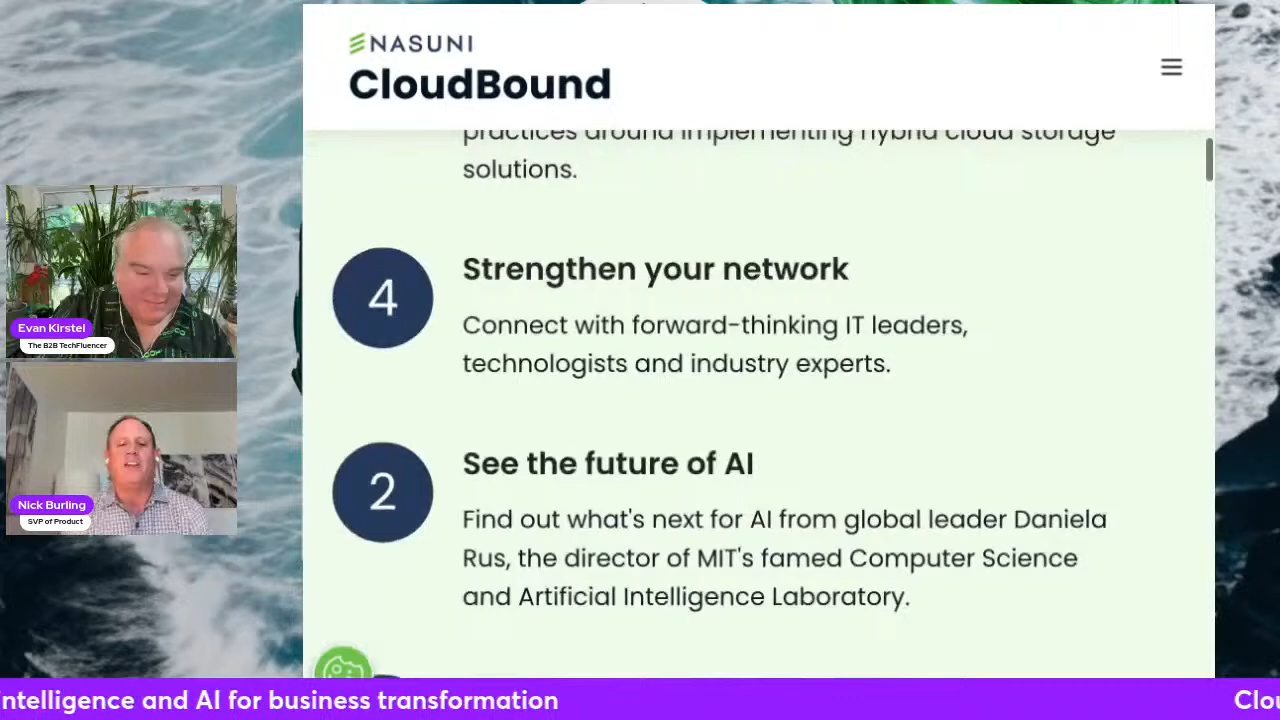 NASUNI
CloudBound
practices around implementing hybrid cloud storage
solutions.
4
Strengthen your network
Connect with forward-thinking IT leaders,
technologists and industry experts.
2
See the future of AI
Find out what's next for AI from global leader Daniela
Rus, the director of MIT's famed Computer Science
and Artificial Intelligence Laboratory.
Evan Kirstel
The B2B TechFluencer
Nick Burling
SVP of Product
ntelligence and AI for business transformation
Clou